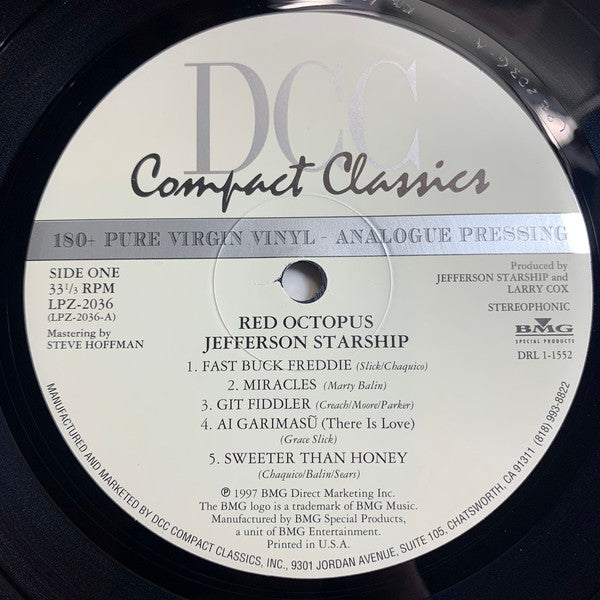 DCC
Compact Classics
180+ PURE VIRGIN VINYL - ANALOGUE PRESSING
SIDE ONE
33 1/3 RPM
LPZ-2036
(LPZ-2036-A)
Mastering by
STEVE HOFFMAN
Produced by
JEFFERSON STARSHIP and
LARRY COX
STEREOPHONIC
BMG
SPECIAL PRODUCTS
DRL 1-1552
RED OCTOPUS
JEFFERSON STARSHIP
1. FAST BUCK FREDDIE (Slick/Chaquico)
2. MIRACLES (Marty Balin)
3. GIT FIDDLER (Creach/Moore/Parker)
4. AI GARIMASŨ (There Is Love)
(Grace Slick)
5. SWEETER THAN HONEY
(Chaquico/Balin/Sears)
℗ 1997 BMG Direct Marketing Inc.
The BMG logo is a trademark of BMG Music.
Manufactured by BMG Special Products,
a unit of BMG Entertainment.
Printed in U.S.A.
MANUFACTURED AND MARKETED BY DCC COMPACT CLASSICS, INC., 9301 JORDAN AVENUE, SUITE 105, CHATSWORTH, CA 91311 (818) 993-8822